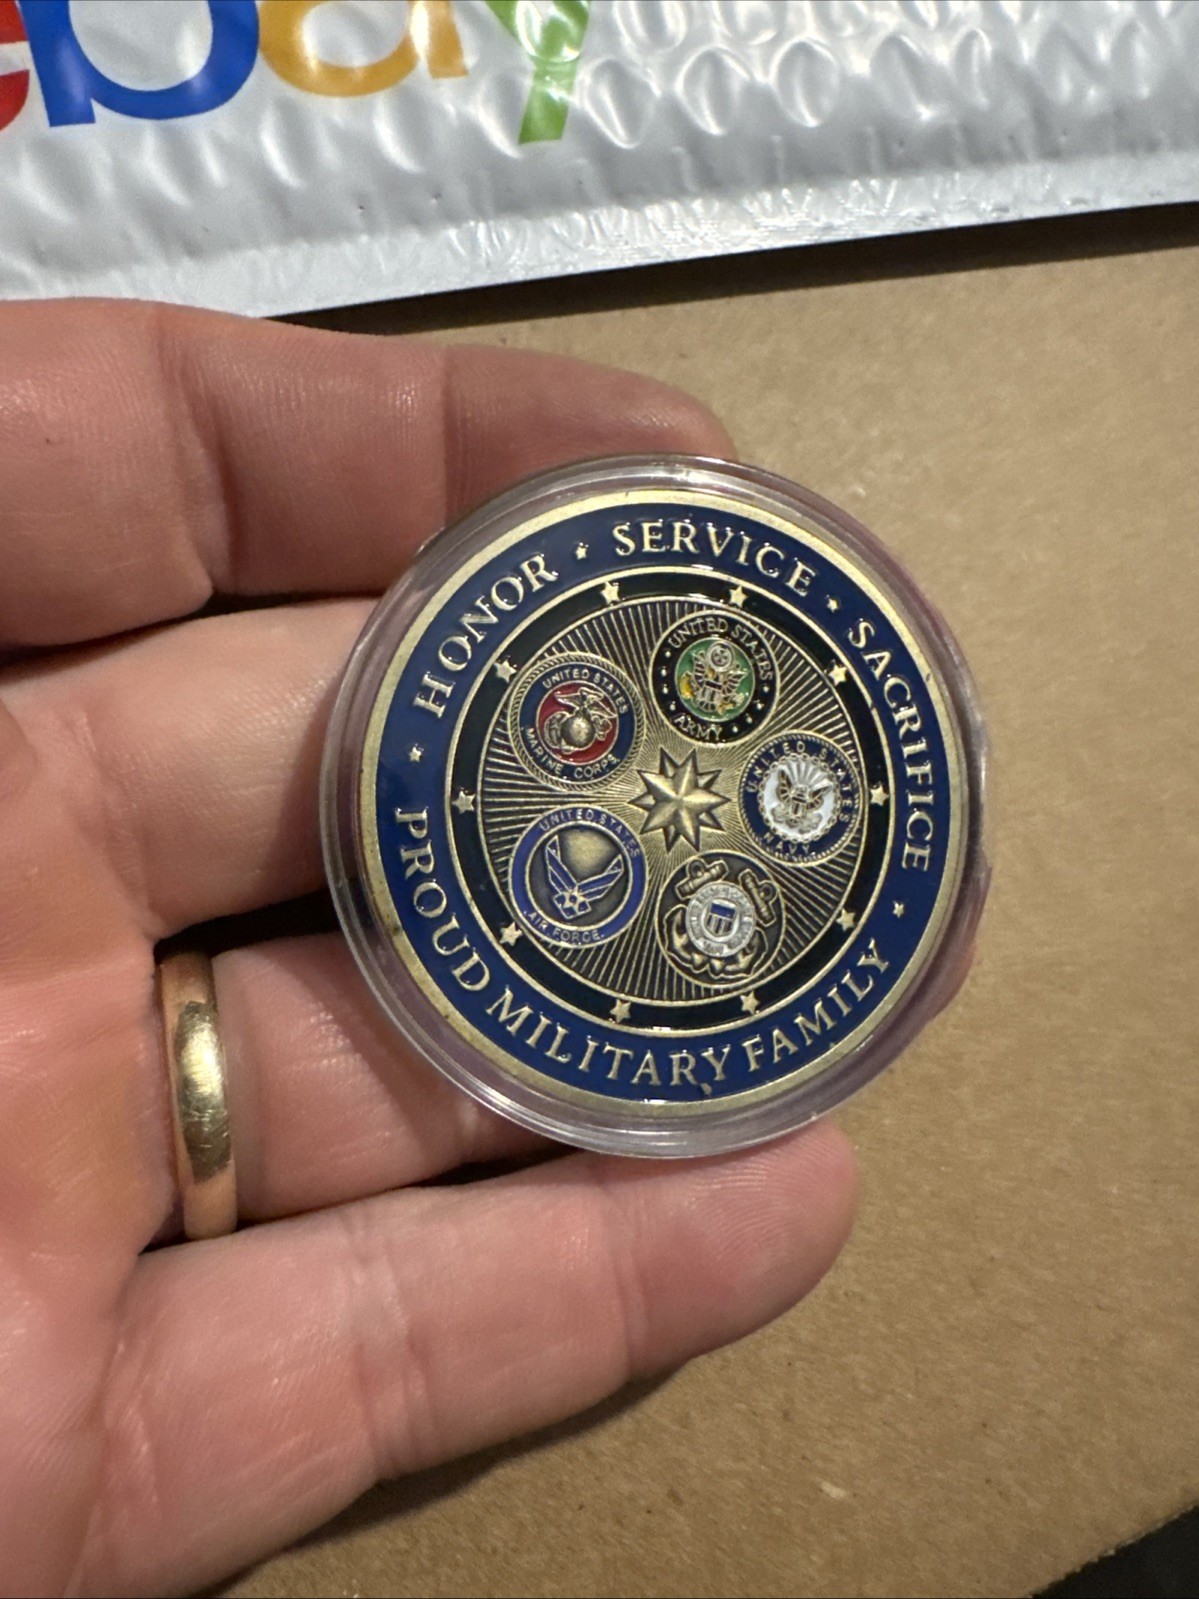 ebay
HONOR · SERVICE · SACRIFICE
PROUD MILITARY FAMILY
UNITED STATES
ARMY
UNITED STATES
MARINE CORPS
UNITED STATES
NAVY
UNITED STATES
AIR FORCE